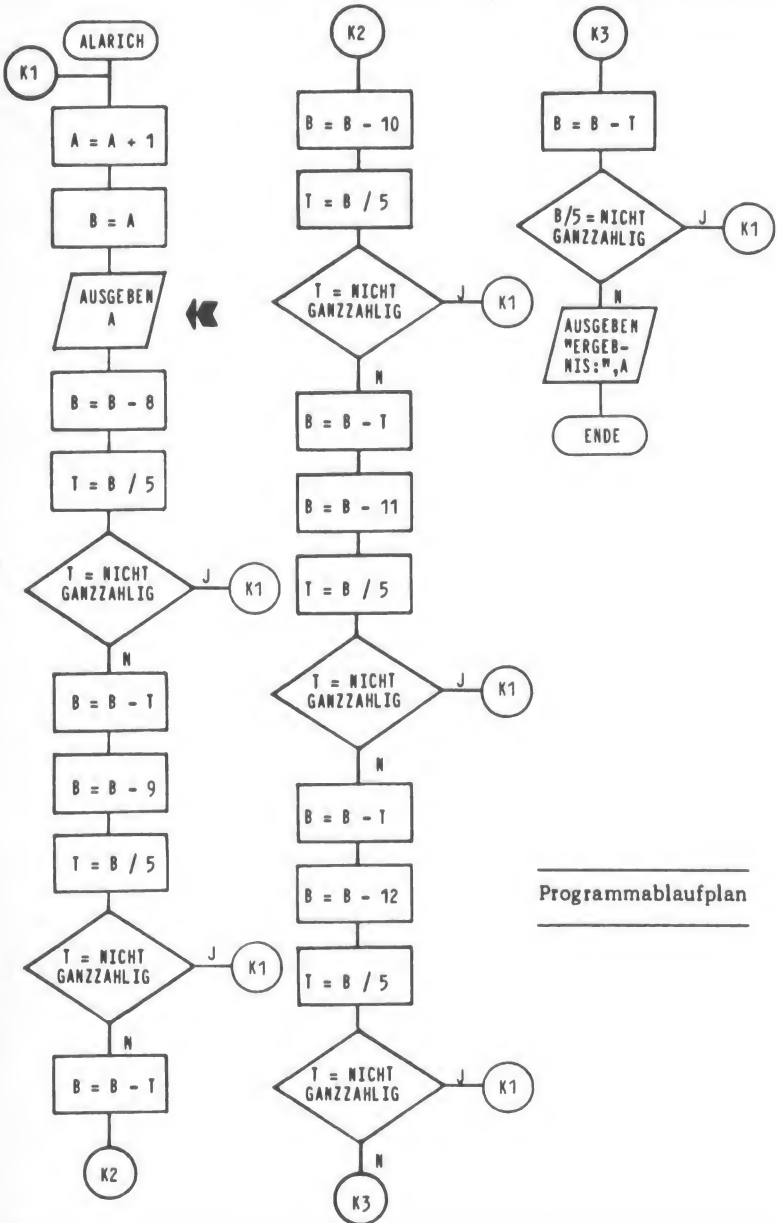 ALARICH
K1
A = A + 1
B = A
AUSGEBEN
A
B = B - 8
T = B / 5
T = NICHT
GANZZAHLIG
J
K1
N
B = B - T
B = B - 9
T = B / 5
T = NICHT
GANZZAHLIG
J
K1
N
B = B - T
K2
K2
B = B - 10
T = B / 5
T = NICHT
GANZZAHLIG
J
K1
N
B = B - T
B = B - 11
T = B / 5
T = NICHT
GANZZAHLIG
J
K1
N
B = B - T
B = B - 12
T = B / 5
T = NICHT
GANZZAHLIG
J
K1
N
K3
K3
B = B - T
B/5 = NICHT
GANZZAHLIG
J
K1
N
AUSGEBEN
"ERGEB-
NIS:",A
ENDE
Programmablaufplan